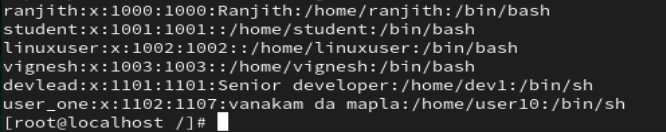 ranjith:x:1000:1000:Ranjith:/home/ranjith:/bin/bash
student:x:1001:1001::/home/student:/bin/bash
linuxuser:x:1002:1002::/home/linuxuser:/bin/bash
vignesh:x:1003:1003::/home/vignesh:/bin/bash
devlead:x:1101:1101:Senior developer:/home/dev1:/bin/sh
user_one:x:1102:1107:vanakam da mapla:/home/user10:/bin/sh
[root@localhost /]#